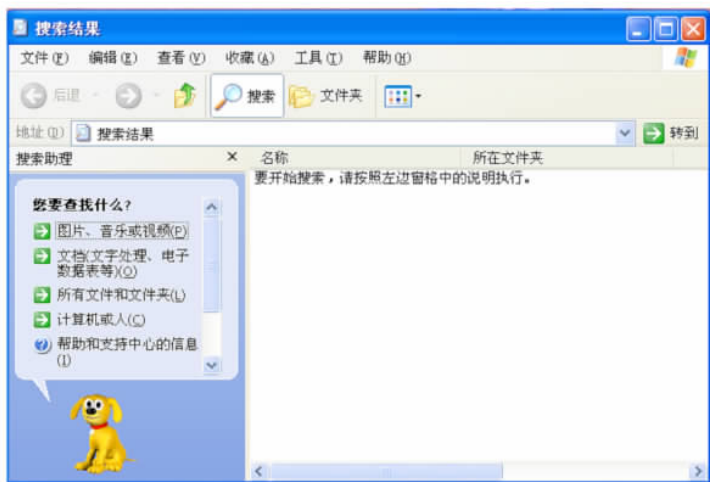 搜索结果
文件(F) 编辑(E) 查看(V) 收藏(A) 工具(T) 帮助(H)
后退 搜索 文件夹
地址(D) 搜索结果 转到
搜索助理 名称 所在文件夹
要开始搜索，请按照左边窗格中的说明执行。
您要查找什么?
图片、音乐或视频(P)
文档(文字处理、电子
数据表等)(O)
所有文件和文件夹(L)
计算机或人(C)
帮助和支持中心的信息
(I)